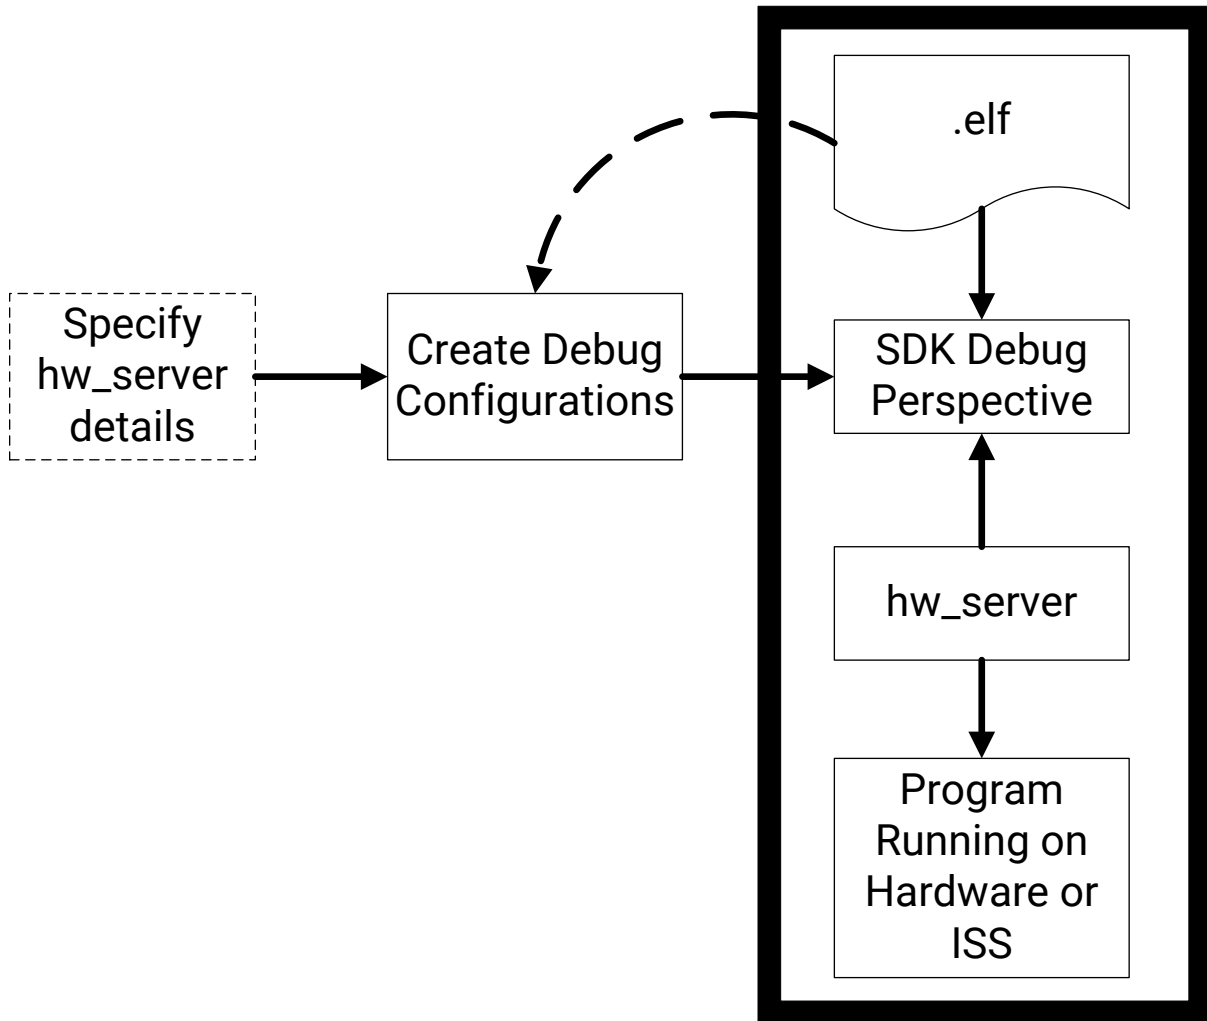 .elf
Specify
hw_server
details
Create Debug
Configurations
SDK Debug
Perspective
hw_server
Program
Running on
Hardware or
ISS